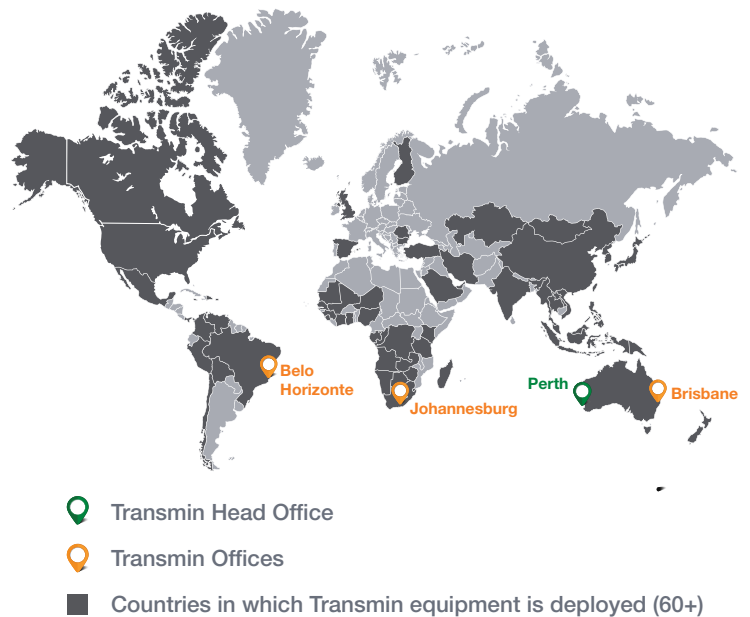 Belo
Horizonte
Johannesburg
Perth
Brisbane
Transmin Head Office
Transmin Offices
Countries in which Transmin equipment is deployed (60+)